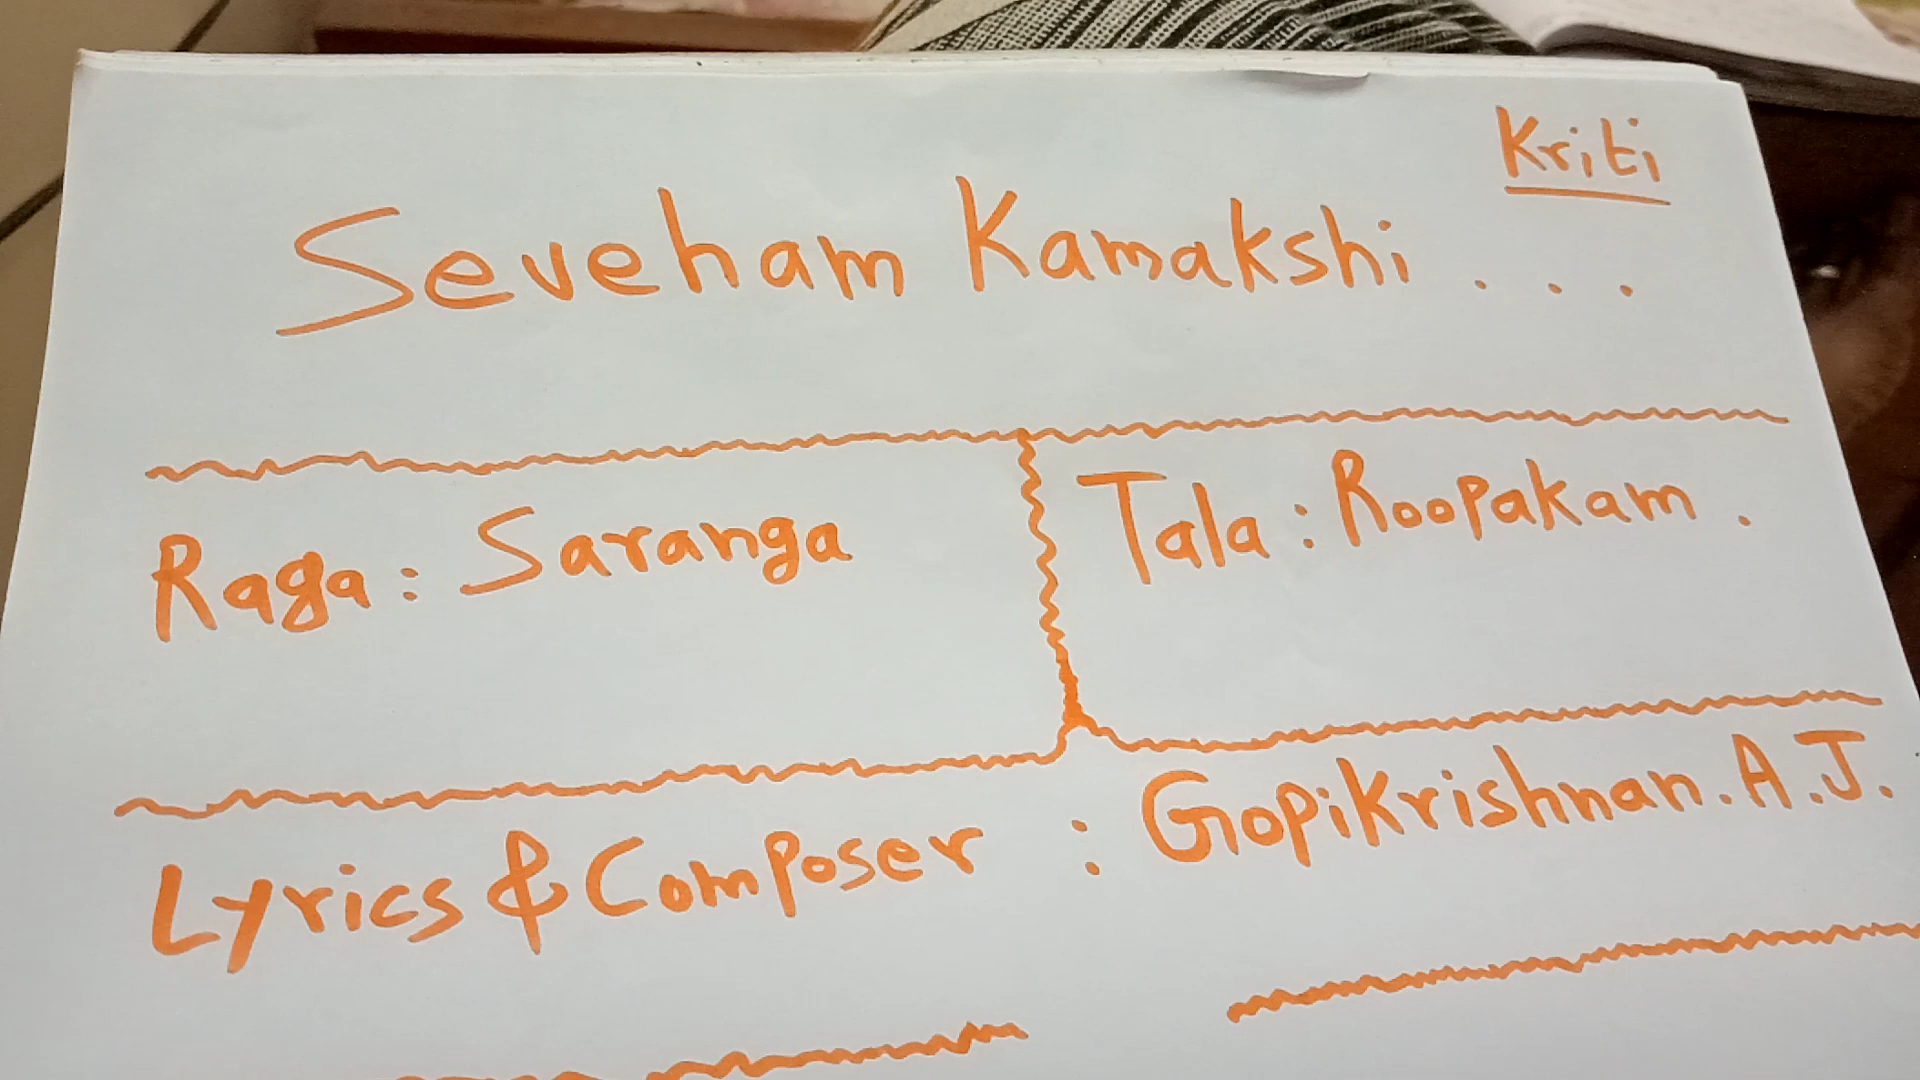 Kriti
Seveham Kamakshi . . .
Raga : Saranga
Tala : Roopakam .
Lyrics & Composer : Gopikrishnan. A. J.